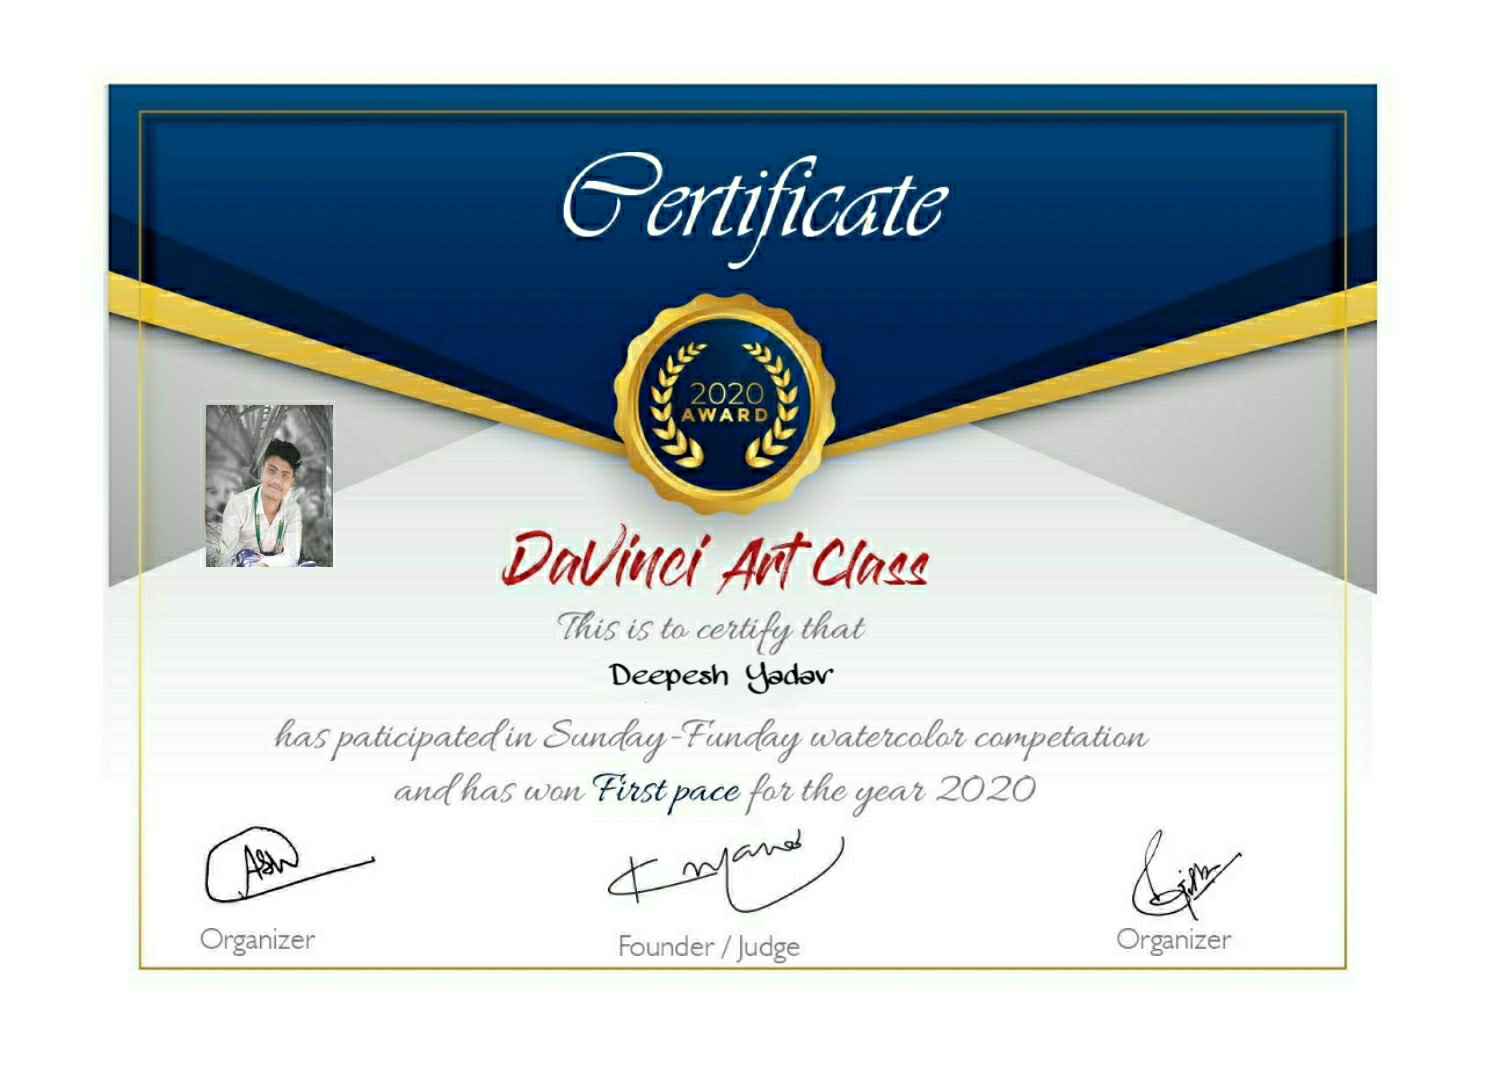 Certificate
2020
AWARD
DaVinci Art Class
This is to certify that
Deepesh Yadav
has paticipated in Sunday-Funday watercolor competation
and has won First pace for the year 2020
Organizer
Founder / Judge
Organizer